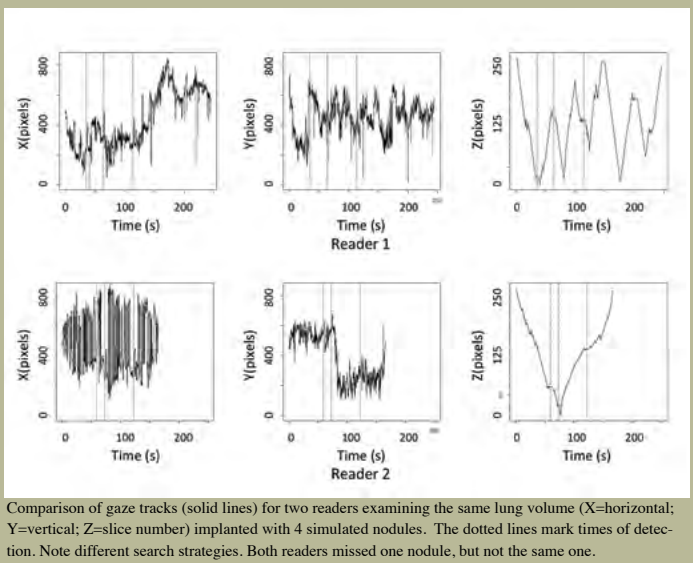 800
400
0
X(pixels)
0 100 200
Time (s)
800
400
0
Y(pixels)
0 100 200
Time (s)
250
125
0
Z(pixels)
0 100 200
Time (s)
Reader 1
800
400
0
X(pixels)
0 100 200
Time (s)
800
400
0
Y(pixels)
0 100 200
Time (s)
250
125
0
Z(pixels)
0 100 200
Time (s)
Reader 2
Comparison of gaze tracks (solid lines) for two readers examining the same lung volume (X=horizontal;
Y=vertical; Z=slice number) implanted with 4 simulated nodules. The dotted lines mark times of detec-
tion. Note different search strategies. Both readers missed one nodule, but not the same one.